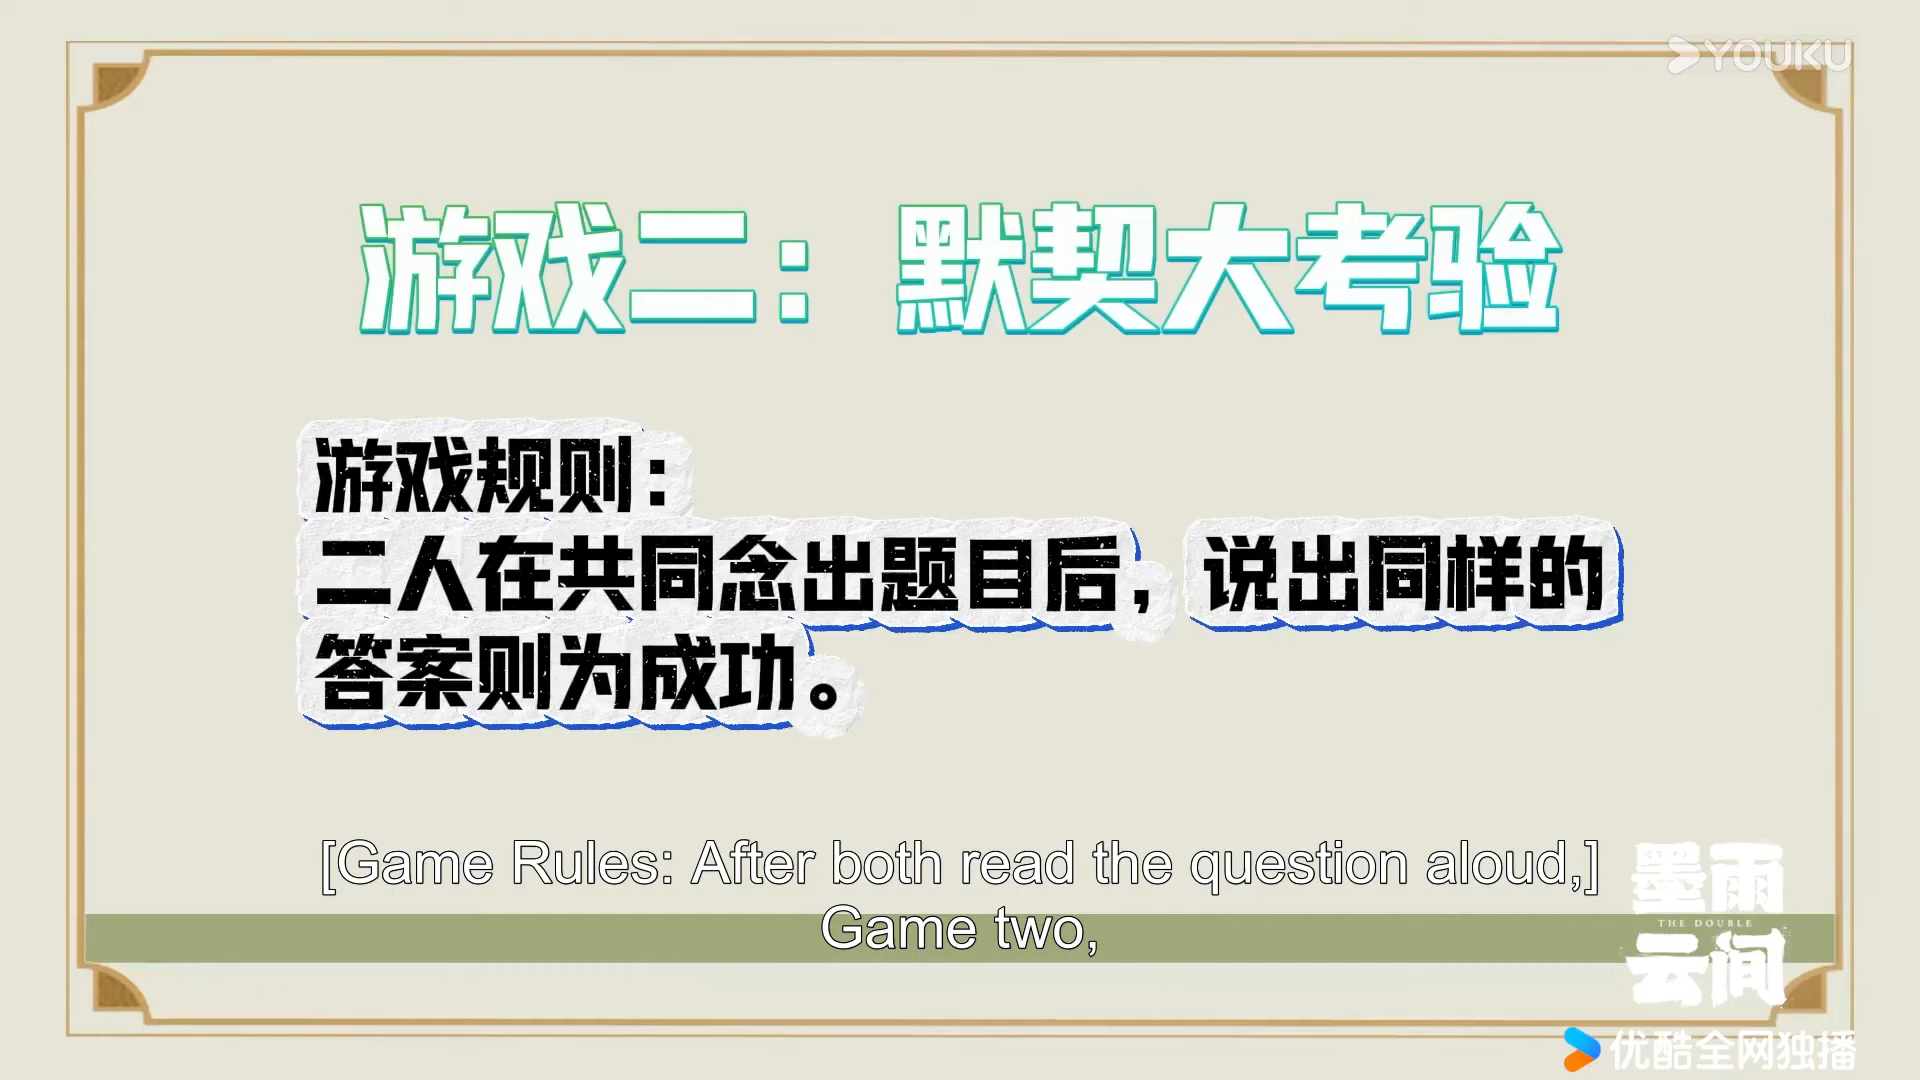 YOUKU
游戏二：默契大考验
游戏规则：
二人在共同念出题目后，说出同样的
答案则为成功。
[Game Rules: After both read the question aloud,]
Game two,
墨雨
THE DOUBLE
云间
优酷全网独播